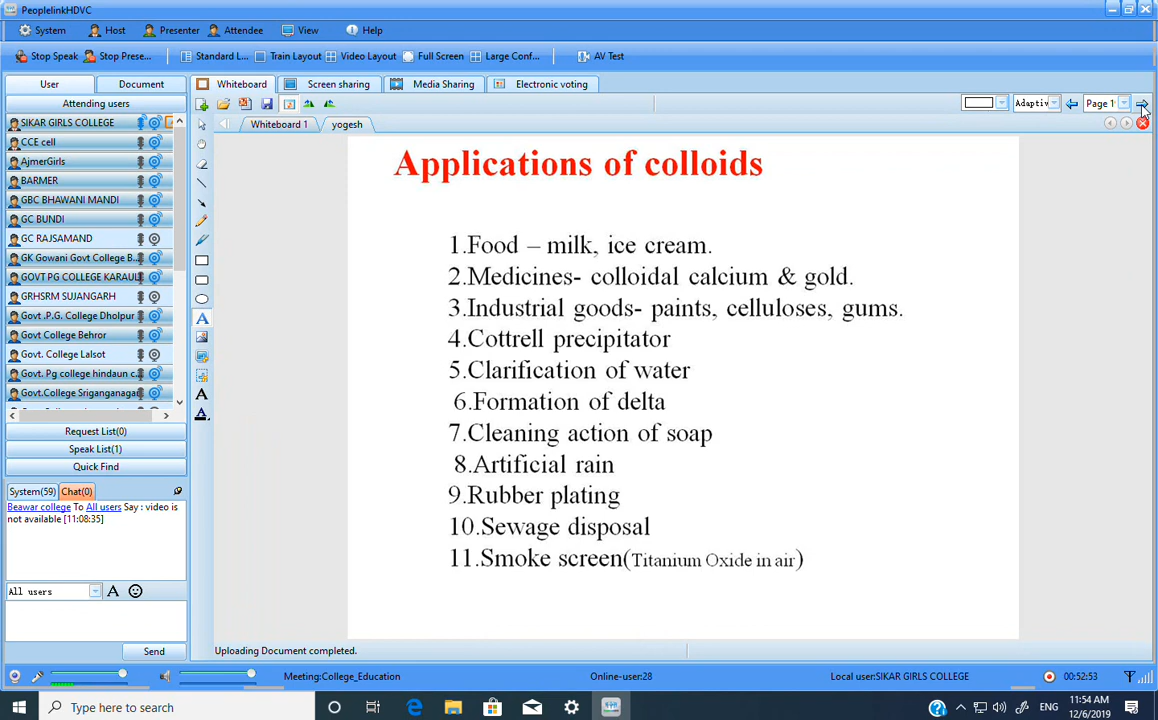 PeoplelinkHDVC
System Host Presenter Attendee View Help
Stop Speak Stop Prese... Standard L... Train Layout Video Layout Full Screen Large Conf... AV Test
User Document Whiteboard Screen sharing Media Sharing Electronic voting
Attending users
Adaptiv Page 1
Whiteboard 1 yogesh
SIKAR GIRLS COLLEGE
CCE cell
AjmerGirls
BARMER
GBC BHAWANI MANDI
GC BUNDI
GC RAJSAMAND
GK Gowani Govt College B...
GOVT PG COLLEGE KARAUL
GRHSRM SUJANGARH
Govt .P.G. College Dholpur
Govt College Behror
Govt. College Lalsot
Govt. Pg college hindaun c...
Govt.College Sriganganagar
Request List(0)
Speak List(1)
Quick Find
System(59) Chat(0)
Beawar college To All users Say : video is
not available [11:08:35]
All users
Send
Applications of colloids
1.Food – milk, ice cream.
2.Medicines- colloidal calcium & gold.
3.Industrial goods- paints, celluloses, gums.
4.Cottrell precipitator
5.Clarification of water
6.Formation of delta
7.Cleaning action of soap
8.Artificial rain
9.Rubber plating
10.Sewage disposal
11.Smoke screen(Titanium Oxide in air)
Uploading Document completed.
Meeting:College_Education Online-user:28 Local user:SIKAR GIRLS COLLEGE 00:52:53
Type here to search
ENG 11:54 AM
12/6/2019